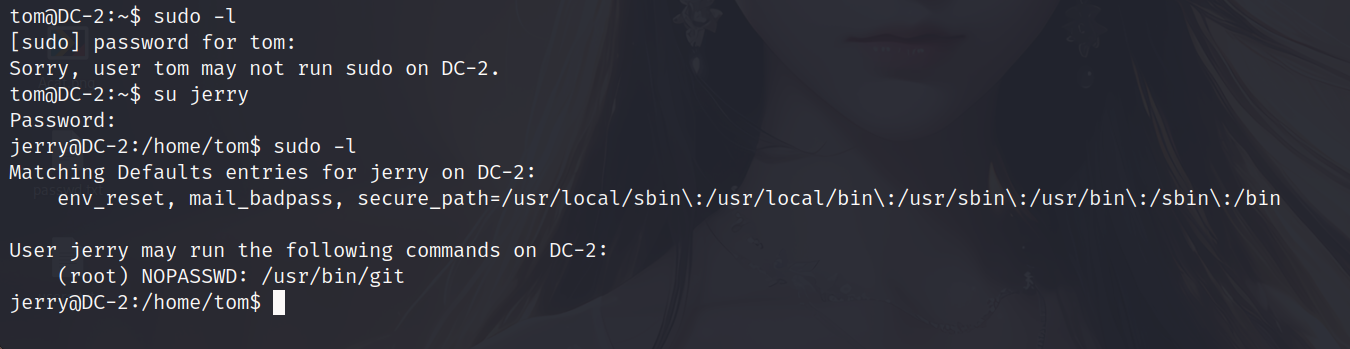 tom@DC-2:~$ sudo -l
[sudo] password for tom:
Sorry, user tom may not run sudo on DC-2.
tom@DC-2:~$ su jerry
Password:
jerry@DC-2:/home/tom$ sudo -l
Matching Defaults entries for jerry on DC-2:
    env_reset, mail_badpass, secure_path=/usr/local/sbin\:/usr/local/bin\:/usr/sbin\:/usr/bin\:/sbin\:/bin
User jerry may run the following commands on DC-2:
    (root) NOPASSWD: /usr/bin/git
jerry@DC-2:/home/tom$